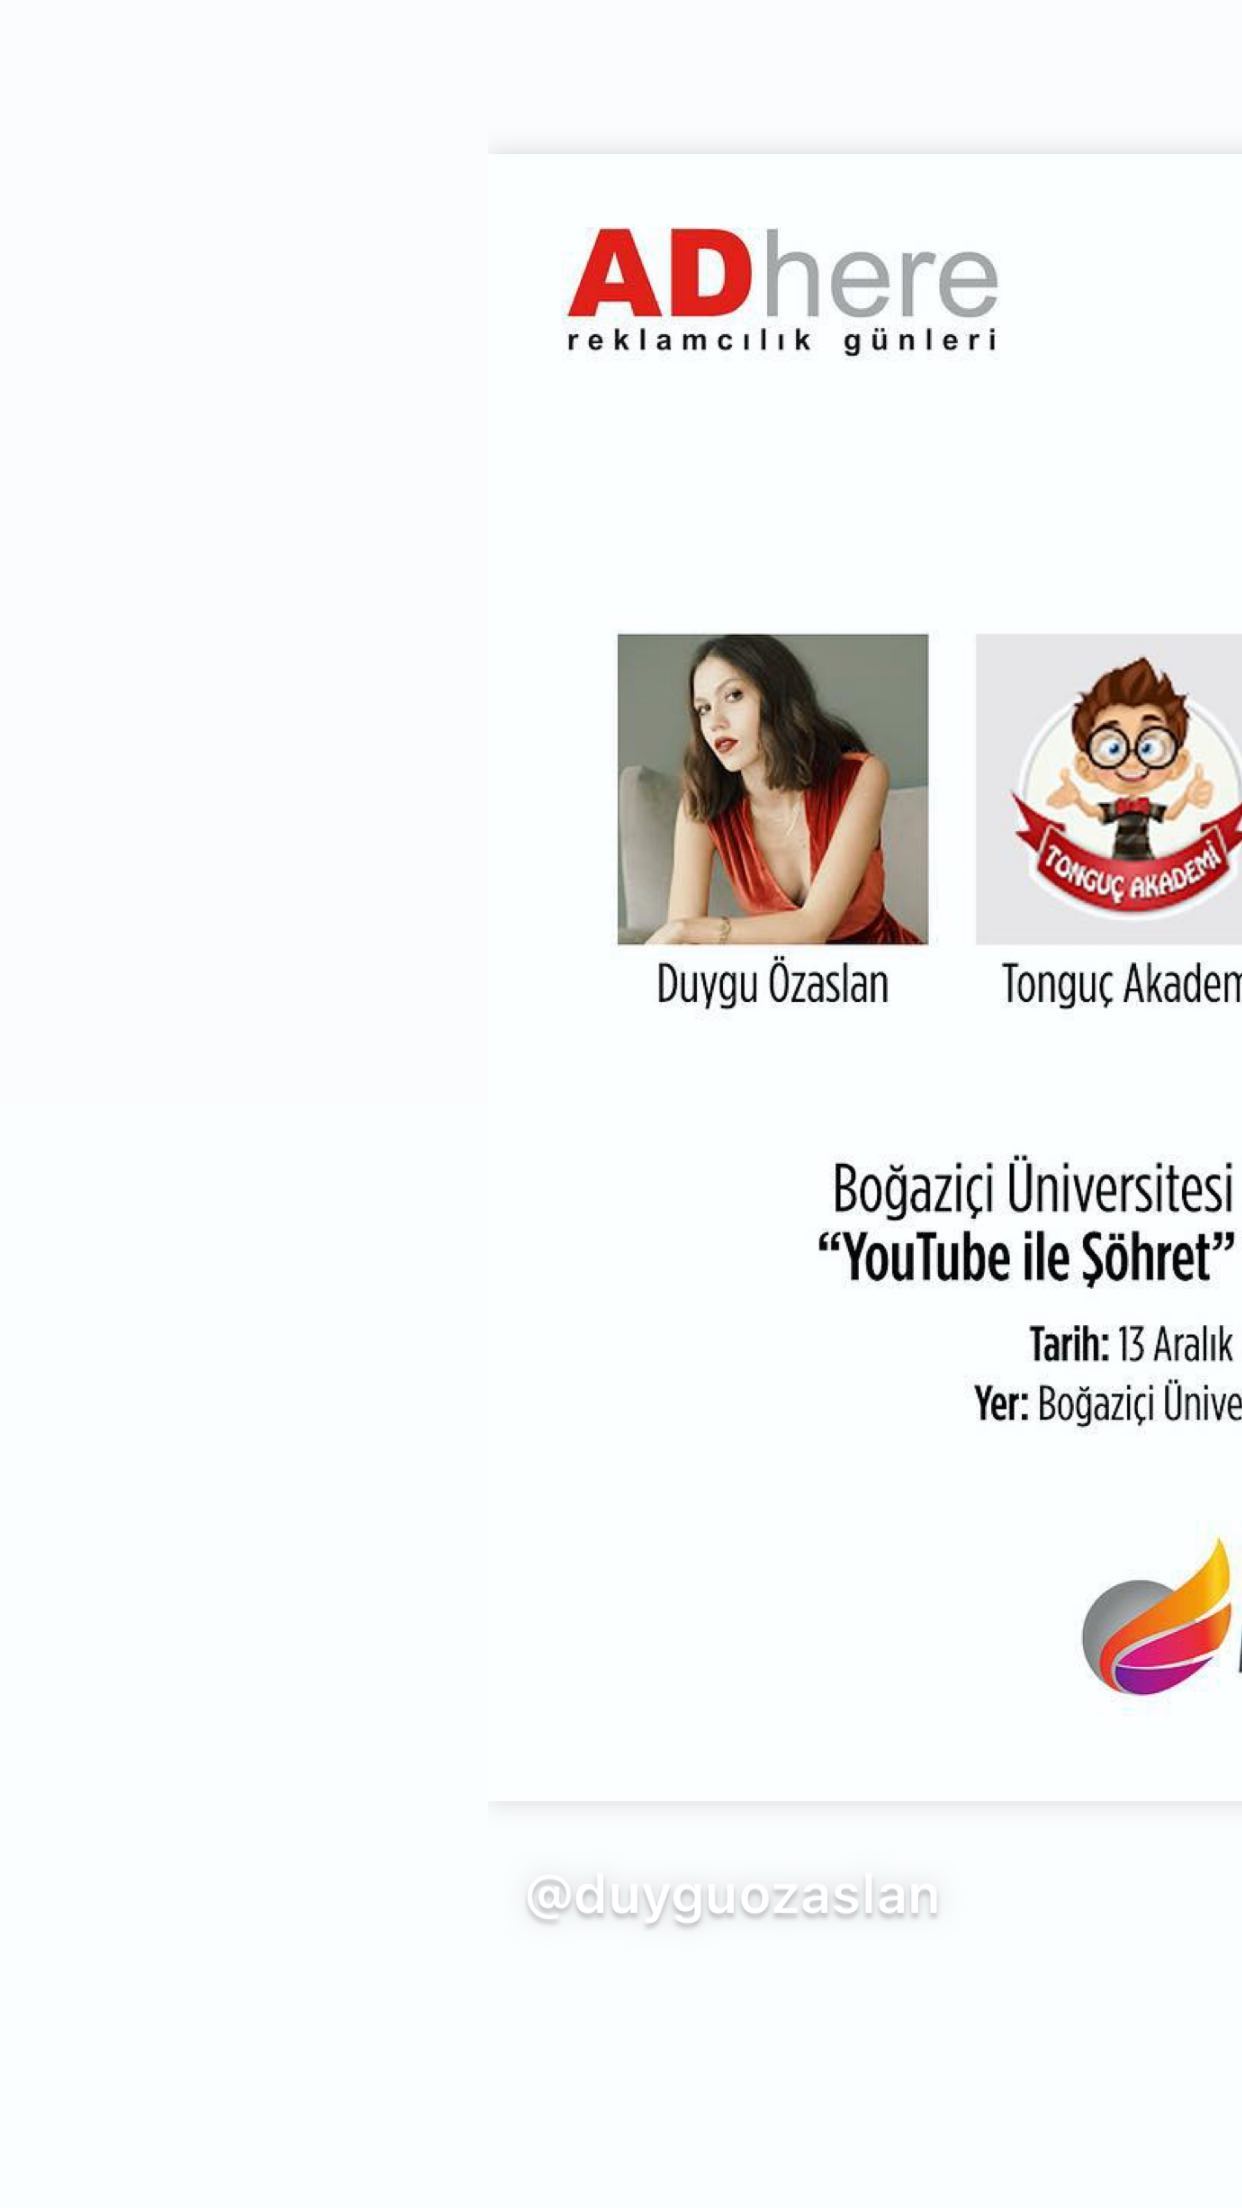 ADhere
reklamcılık günleri
TONGUÇ AKADEMİ
Duygu Özaslan
Tonguç Akadem
Boğaziçi Üniversitesi
“YouTube ile Şöhret”
Tarih: 13 Aralık
Yer: Boğaziçi Ünive
@duyguozaslan